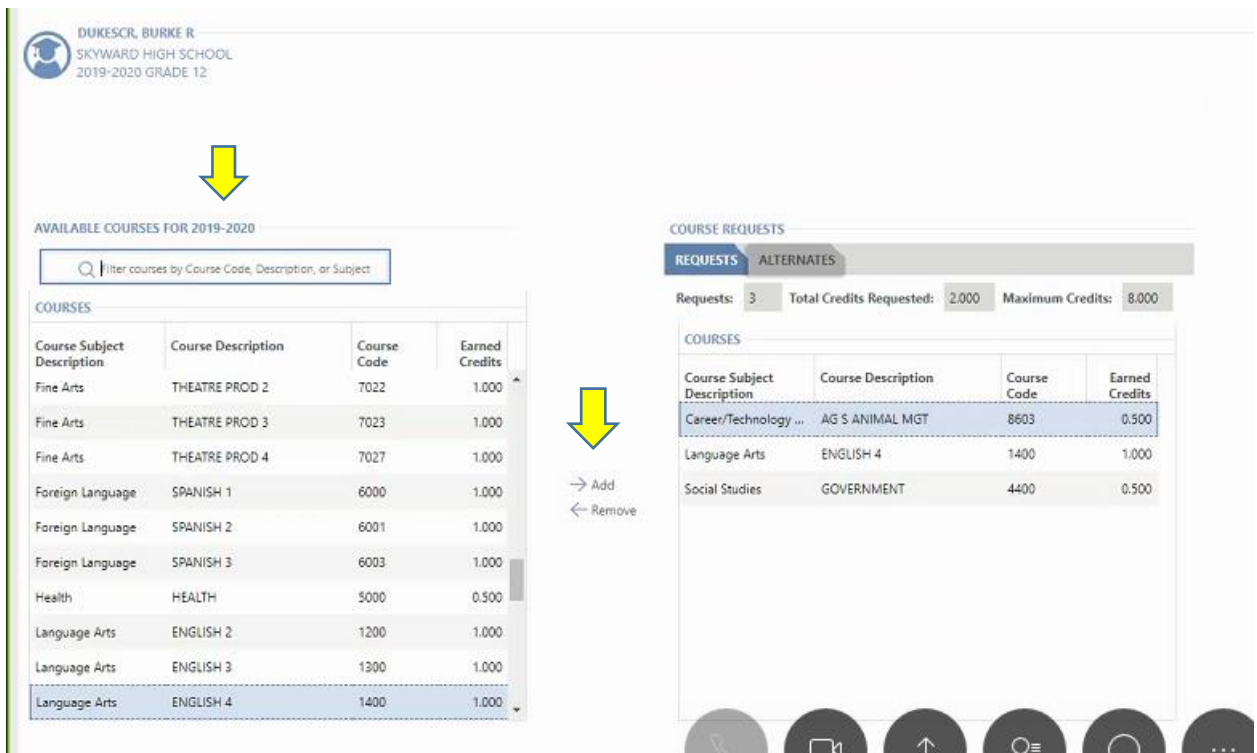 DUKESCR, BURKE R
SKYWARD HIGH SCHOOL
2019-2020 GRADE 12
AVAILABLE COURSES FOR 2019-2020
Filter courses by Course Code, Description, or Subject
COURSES
Course Subject Description Course Description Course Code Earned Credits
Fine Arts THEATRE PROD 2 7022 1.000
Fine Arts THEATRE PROD 3 7023 1.000
Fine Arts THEATRE PROD 4 7027 1.000
Foreign Language SPANISH 1 6000 1.000
Foreign Language SPANISH 2 6001 1.000
Foreign Language SPANISH 3 6003 1.000
Health HEALTH 5000 0.500
Language Arts ENGLISH 2 1200 1.000
Language Arts ENGLISH 3 1300 1.000
Language Arts ENGLISH 4 1400 1.000
Add
Remove
COURSE REQUESTS
REQUESTS ALTERNATES
Requests: 3 Total Credits Requested: 2.000 Maximum Credits: 8.000
COURSES
Course Subject Description Course Description Course Code Earned Credits
Career/Technology ... AG S ANIMAL MGT 8603 0.500
Language Arts ENGLISH 4 1400 1.000
Social Studies GOVERNMENT 4400 0.500